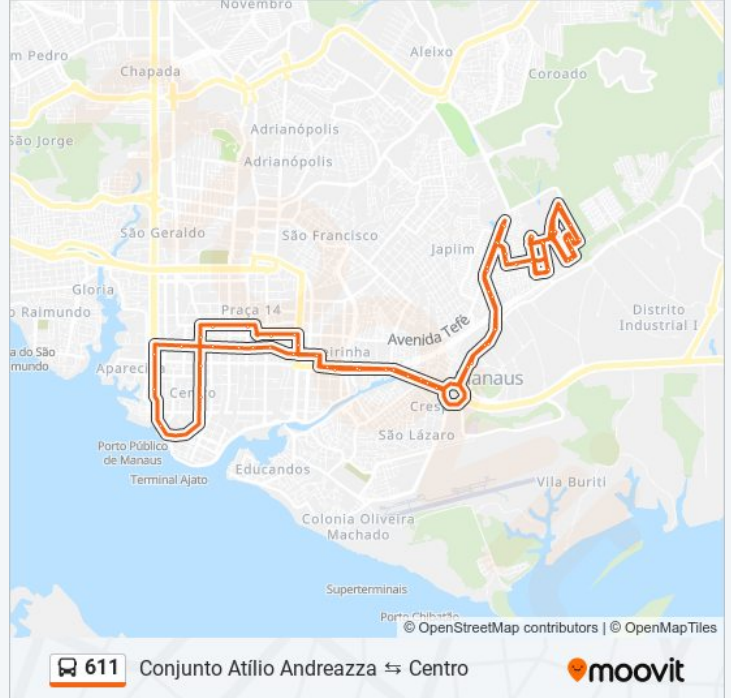 Novembro
m Pedro
Aleixo
Chapada
Coroado
Adrianópolis
São Jorge
Adrianópolis
São Geraldo
São Francisco
Japiim
Gloria
o Raimundo
Praça 14
Distrito
Industrial I
Avenida Tefé
a do São
mundo
eirinha
Aparecida
anaus
Centro
Cresp
São Lázaro
Porto Público
de Manaus
Educandos
Terminal Ajato
Vila Buriti
Colonia Oliveira
Machado
Superterminais
Porto Chibatão
© OpenStreetMap contributors | © OpenMapTiles
611 Conjunto Atílio Andreazza ⇆ Centro
moovit